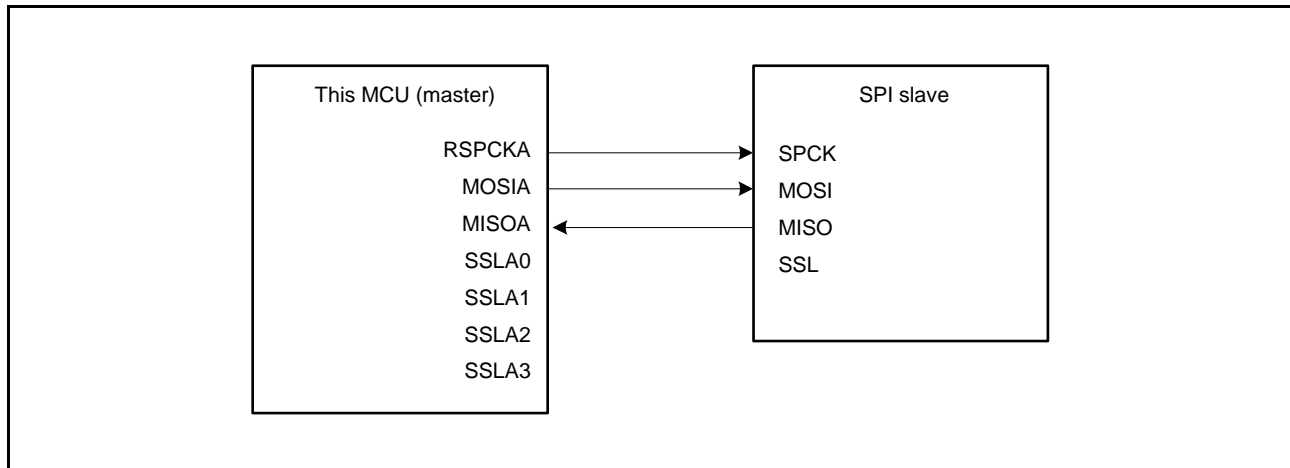 This MCU (master)
RSPCKA
MOSIA
MISOA
SSLA0
SSLA1
SSLA2
SSLA3
SPI slave
SPCK
MOSI
MISO
SSL